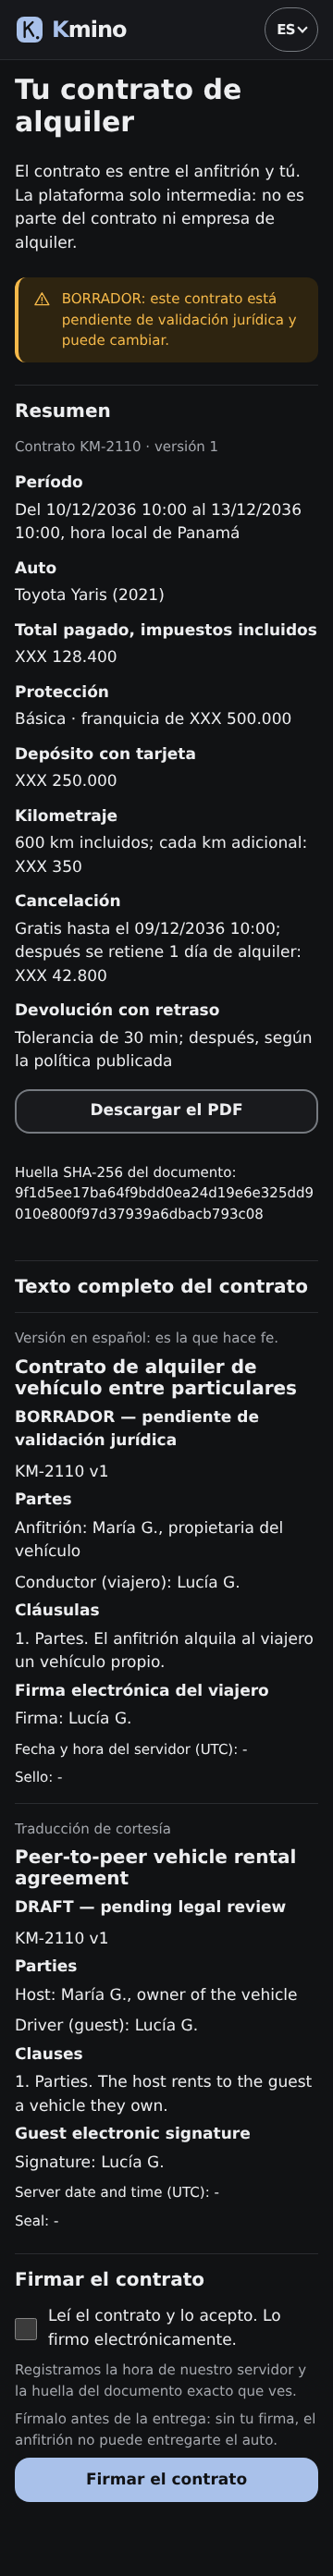 Kmino
ES
Tu contrato de
alquiler
El contrato es entre el anfitrión y tú.
La plataforma solo intermedia: no es
parte del contrato ni empresa de
alquiler.
BORRADOR: este contrato está
pendiente de validación jurídica y
puede cambiar.
Resumen
Contrato KM-2110 · versión 1
Período
Del 10/12/2036 10:00 al 13/12/2036
10:00, hora local de Panamá
Auto
Toyota Yaris (2021)
Total pagado, impuestos incluidos
XXX 128.400
Protección
Básica · franquicia de XXX 500.000
Depósito con tarjeta
XXX 250.000
Kilometraje
600 km incluidos; cada km adicional:
XXX 350
Cancelación
Gratis hasta el 09/12/2036 10:00;
después se retiene 1 día de alquiler:
XXX 42.800
Devolución con retraso
Tolerancia de 30 min; después, según
la política publicada
Descargar el PDF
Huella SHA-256 del documento:
9f1d5ee17ba64f9bdd0ea24d19e6e325dd9
010e800f97d37939a6dbacb793c08
Texto completo del contrato
Versión en español: es la que hace fe.
Contrato de alquiler de
vehículo entre particulares
BORRADOR — pendiente de
validación jurídica
KM-2110 v1
Partes
Anfitrión: María G., propietaria del
vehículo
Conductor (viajero): Lucía G.
Cláusulas
1. Partes. El anfitrión alquila al viajero
un vehículo propio.
Firma electrónica del viajero
Firma: Lucía G.
Fecha y hora del servidor (UTC): -
Sello: -
Traducción de cortesía
Peer-to-peer vehicle rental
agreement
DRAFT — pending legal review
KM-2110 v1
Parties
Host: María G., owner of the vehicle
Driver (guest): Lucía G.
Clauses
1. Parties. The host rents to the guest
a vehicle they own.
Guest electronic signature
Signature: Lucía G.
Server date and time (UTC): -
Seal: -
Firmar el contrato
Leí el contrato y lo acepto. Lo
firmo electrónicamente.
Registramos la hora de nuestro servidor y
la huella del documento exacto que ves.
Fírmalo antes de la entrega: sin tu firma, el
anfitrión no puede entregarte el auto.
Firmar el contrato